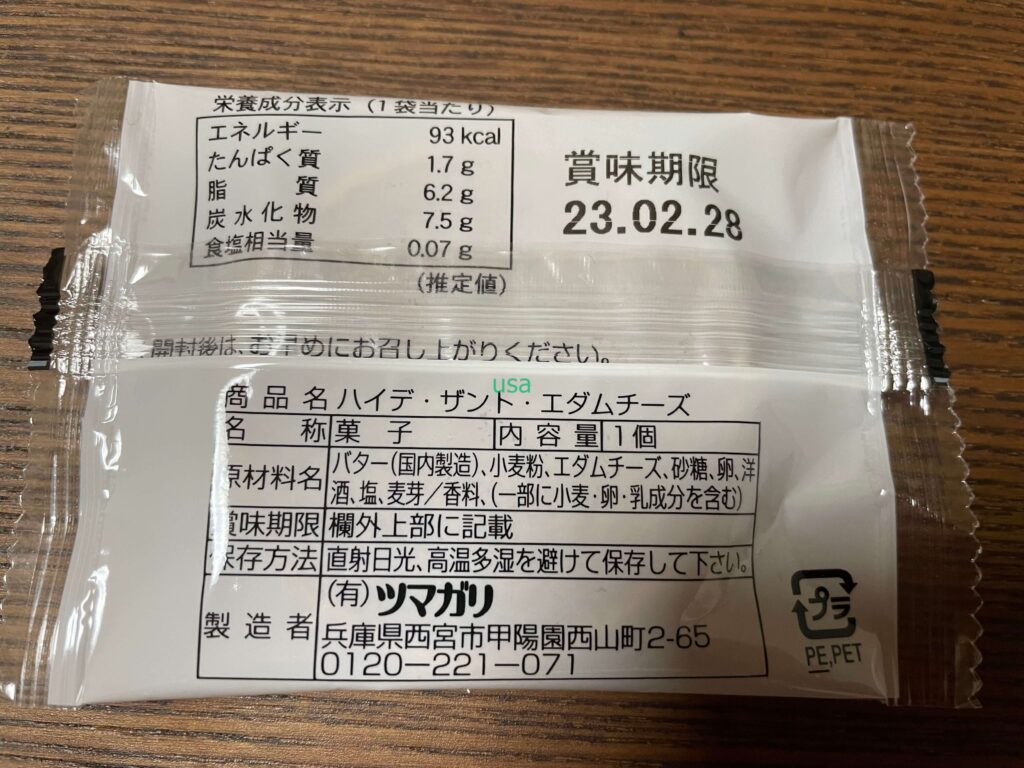 栄養成分表示 (1袋当たり)
エネルギー 93 kcal
たんぱく質 1.7 g
脂質 6.2 g
炭水化物 7.5 g
食塩相当量 0.07 g
(推定値)
賞味期限
23.02.28
開封後は、お早めにお召し上がりください。
usa
商品名 ハイデ・ザント・エダムチーズ
名称 菓子 内容量 1個
原材料名 バター(国内製造)、小麦粉、エダムチーズ、砂糖、卵、洋
酒、塩、麦芽/香料、(一部に小麦・卵・乳成分を含む)
賞味期限 欄外上部に記載
保存方法 直射日光、高温多湿を避けて保存して下さい。
製造者 (有)ツマガリ
兵庫県西宮市甲陽園西山町2-65
0120-221-071
プラ
PE,PET